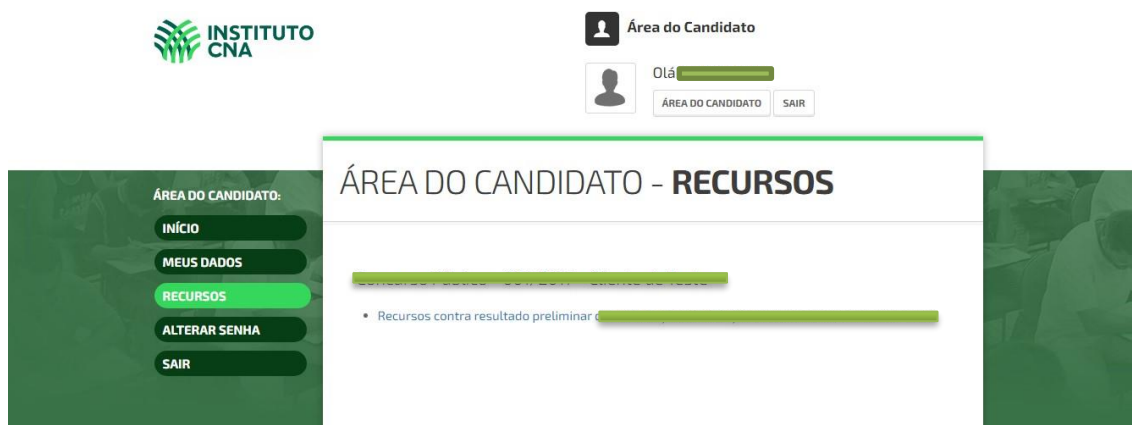 INSTITUTO
CNA
Área do Candidato
Olá
ÁREA DO CANDIDATO SAIR
ÁREA DO CANDIDATO - RECURSOS
ÁREA DO CANDIDATO:
INÍCIO
MEUS DADOS
RECURSOS
ALTERAR SENHA
SAIR
Recursos contra resultado preliminar